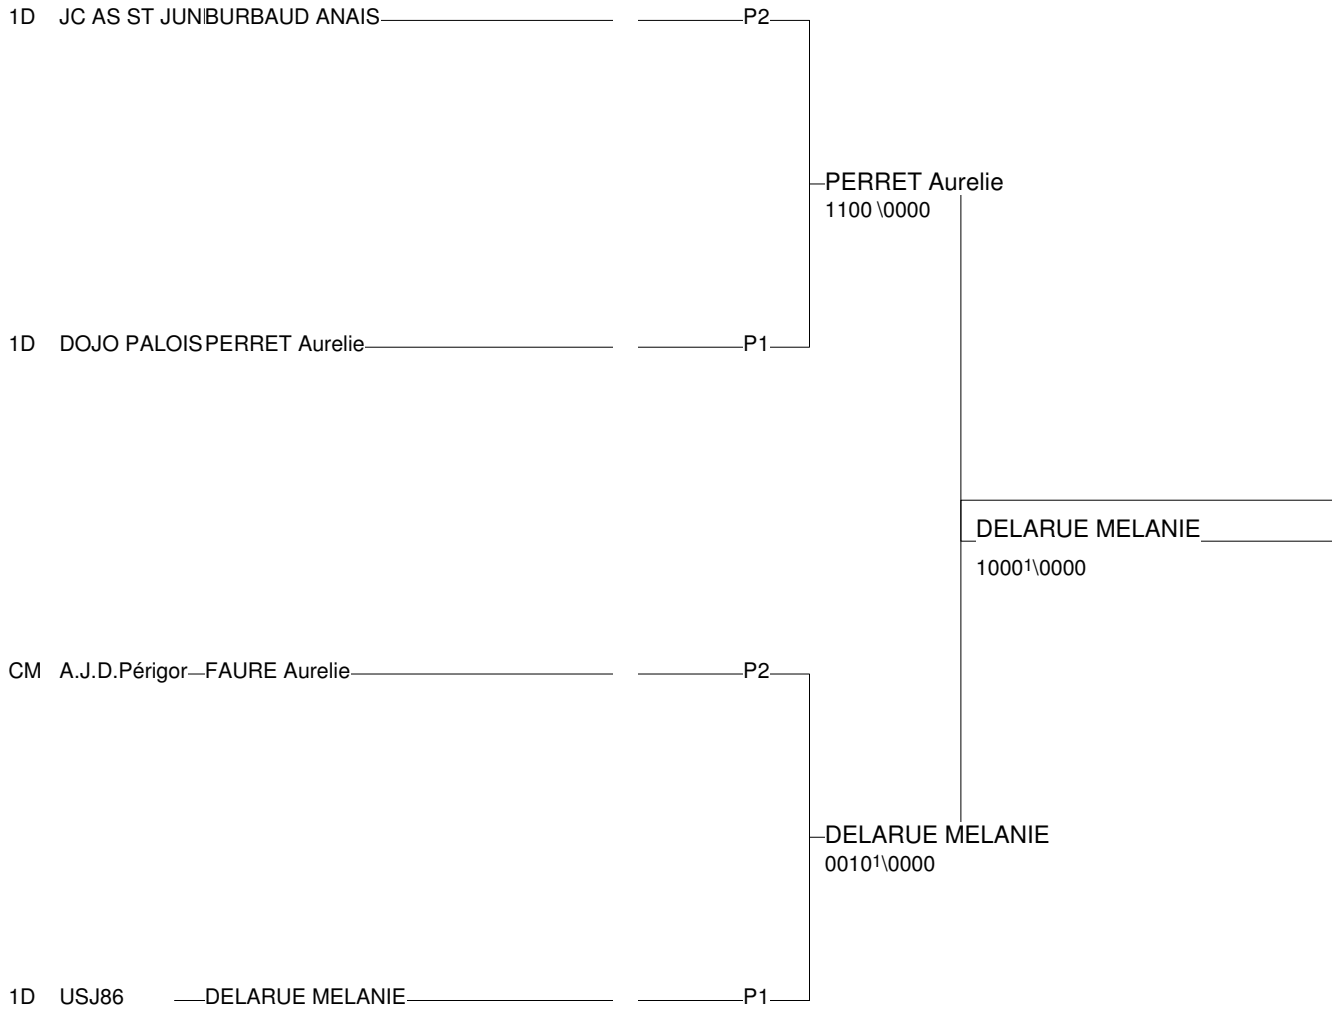 1D JC AS ST JUN BURBAUD ANAIS P2
PERRET Aurelie
1100 \0000
1D DOJO PALOIS PERRET Aurelie P1
DELARUE MELANIE
1000¹\0000
CM A.J.D.Périgor FAURE Aurelie P2
DELARUE MELANIE
0010¹\0000
1D USJ86 DELARUE MELANIE P1